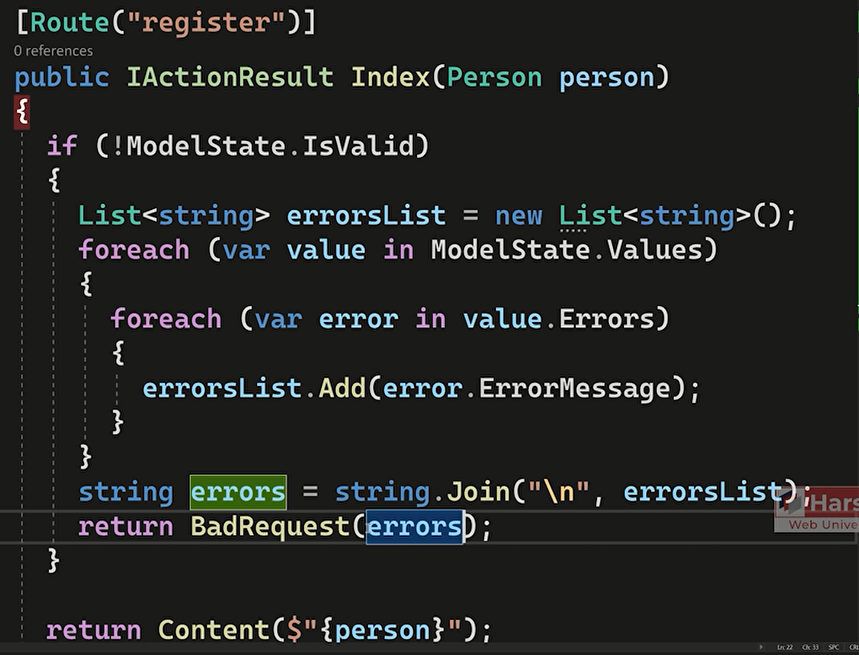 [Route("register")]
0 references
public IActionResult Index(Person person)
{
if (!ModelState.IsValid)
{
List<string> errorsList = new List<string>();
foreach (var value in ModelState.Values)
{
foreach (var error in value.Errors)
{
errorsList.Add(error.ErrorMessage);
}
}
string errors = string.Join("\n", errorsList);
Hars
return BadRequest(errors);
Web Unive
}
return Content($"{person}");
Ln: 22 Ch: 33 SPC CR